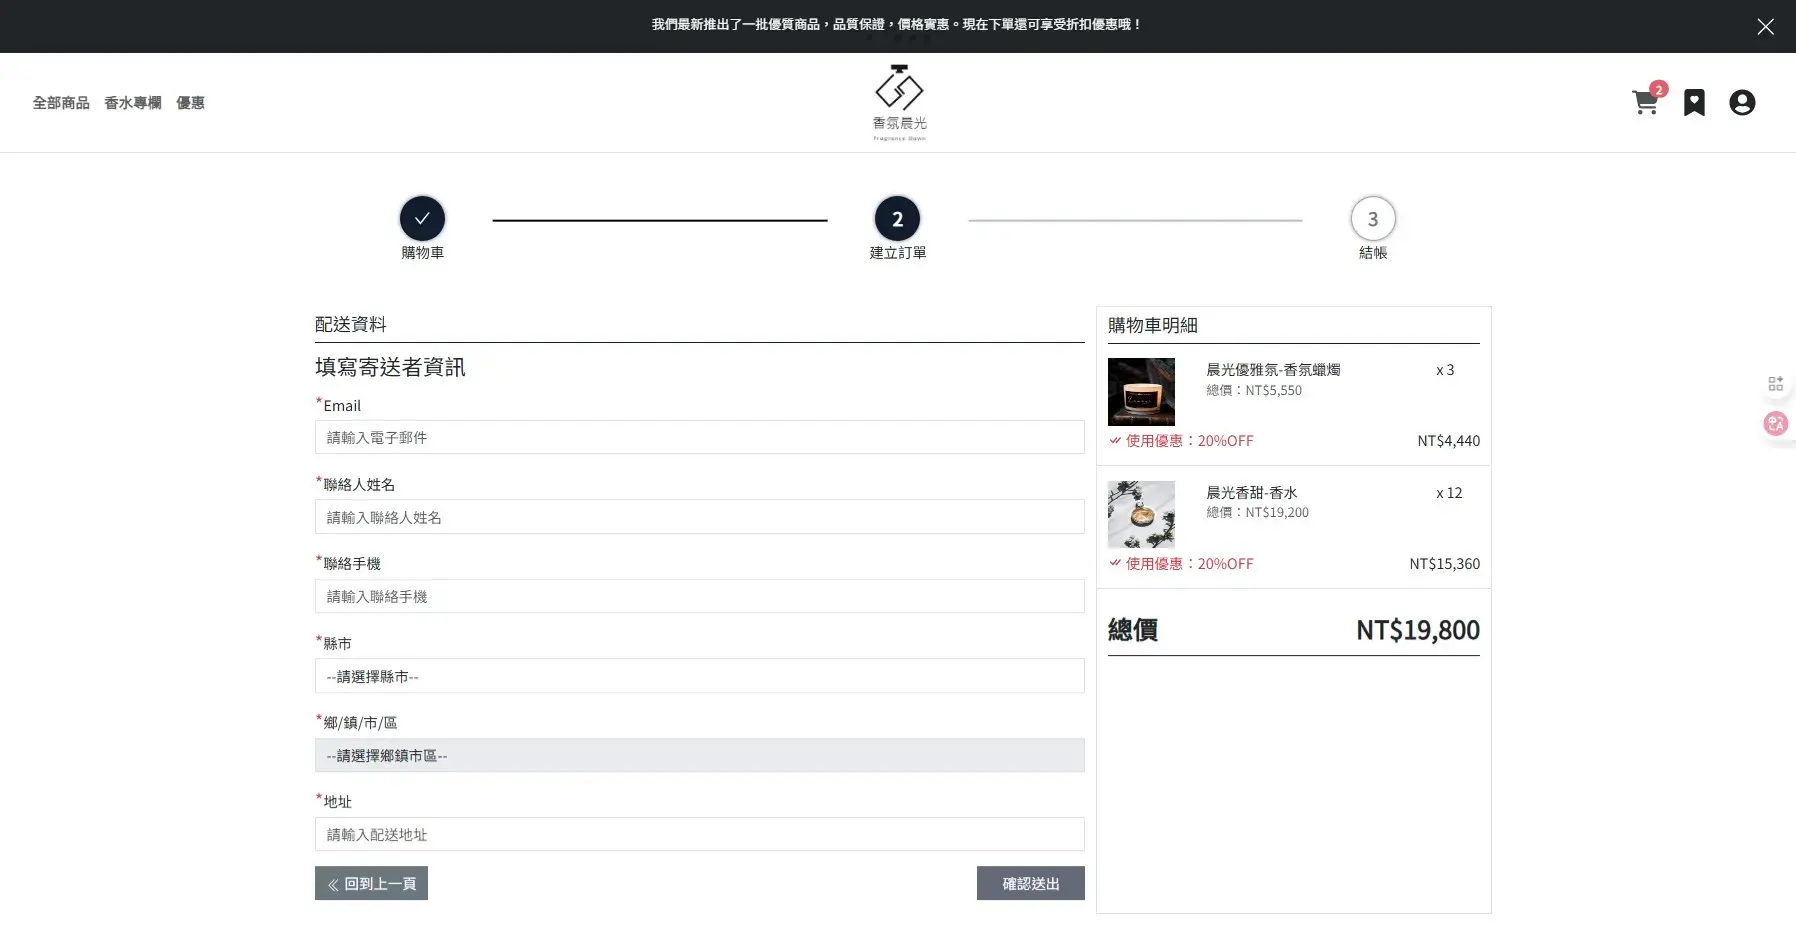 我們最新推出了一批優質商品，品質保證，價格實惠。現在下單還可享受折扣優惠哦！
全部商品 香水專欄 優惠
香氛晨光
Fragrance Dawn
2
購物車
2
建立訂單
3
結帳
配送資料
填寫寄送者資訊
*Email
請輸入電子郵件
*聯絡人姓名
請輸入聯絡人姓名
*聯絡手機
請輸入聯絡手機
*縣市
--請選擇縣市--
*鄉/鎮/市/區
--請選擇鄉鎮市區--
*地址
請輸入配送地址
回到上一頁
確認送出
購物車明細
晨光優雅氛-香氛蠟燭 x 3
總價：NT$5,550
使用優惠：20%OFF NT$4,440
晨光香甜-香水 x 12
總價：NT$19,200
使用優惠：20%OFF NT$15,360
總價 NT$19,800